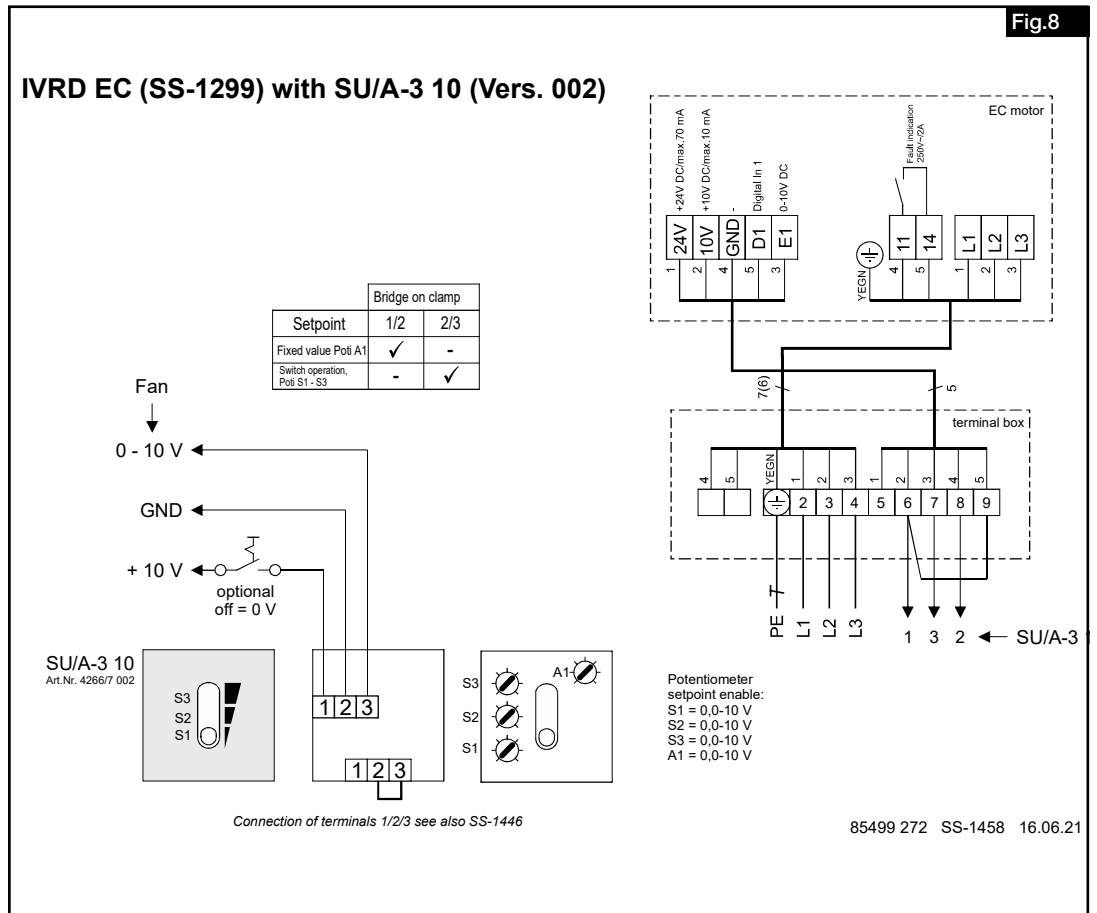 Fig.8
IVRD EC (SS-1299) with SU/A-3 10 (Vers. 002)
EC motor
+24V DC/max.70 mA
+10V DC/max.10 mA
-
Digital In 1
0-10V DC
Fault indication
250V~/2A
24V
10V
GND
D1
E1
11
14
L1
L2
L3
1
2
4
5
3
YEGN
4
5
1
2
3
7(6)
5
terminal box
4
5
YEGN
1
2
3
1
2
3
4
5
2
3
4
5
6
7
8
9
PE
L1
L2
L3
1 3 2
SU/A-3 1
Bridge on clamp
Setpoint 1/2 2/3
Fixed value Poti A1 ✓ -
Switch operation,
Poti S1 - S3
- ✓
Fan
0 - 10 V
GND
+ 10 V
optional
off = 0 V
SU/A-3 10
Art.Nr. 4266/7 002
S3
S2
S1
1 2 3
1 2 3
S3
S2
S1
A1
Potentiometer
setpoint enable:
S1 = 0,0-10 V
S2 = 0,0-10 V
S3 = 0,0-10 V
A1 = 0,0-10 V
Connection of terminals 1/2/3 see also SS-1446
85499 272 SS-1458 16.06.21